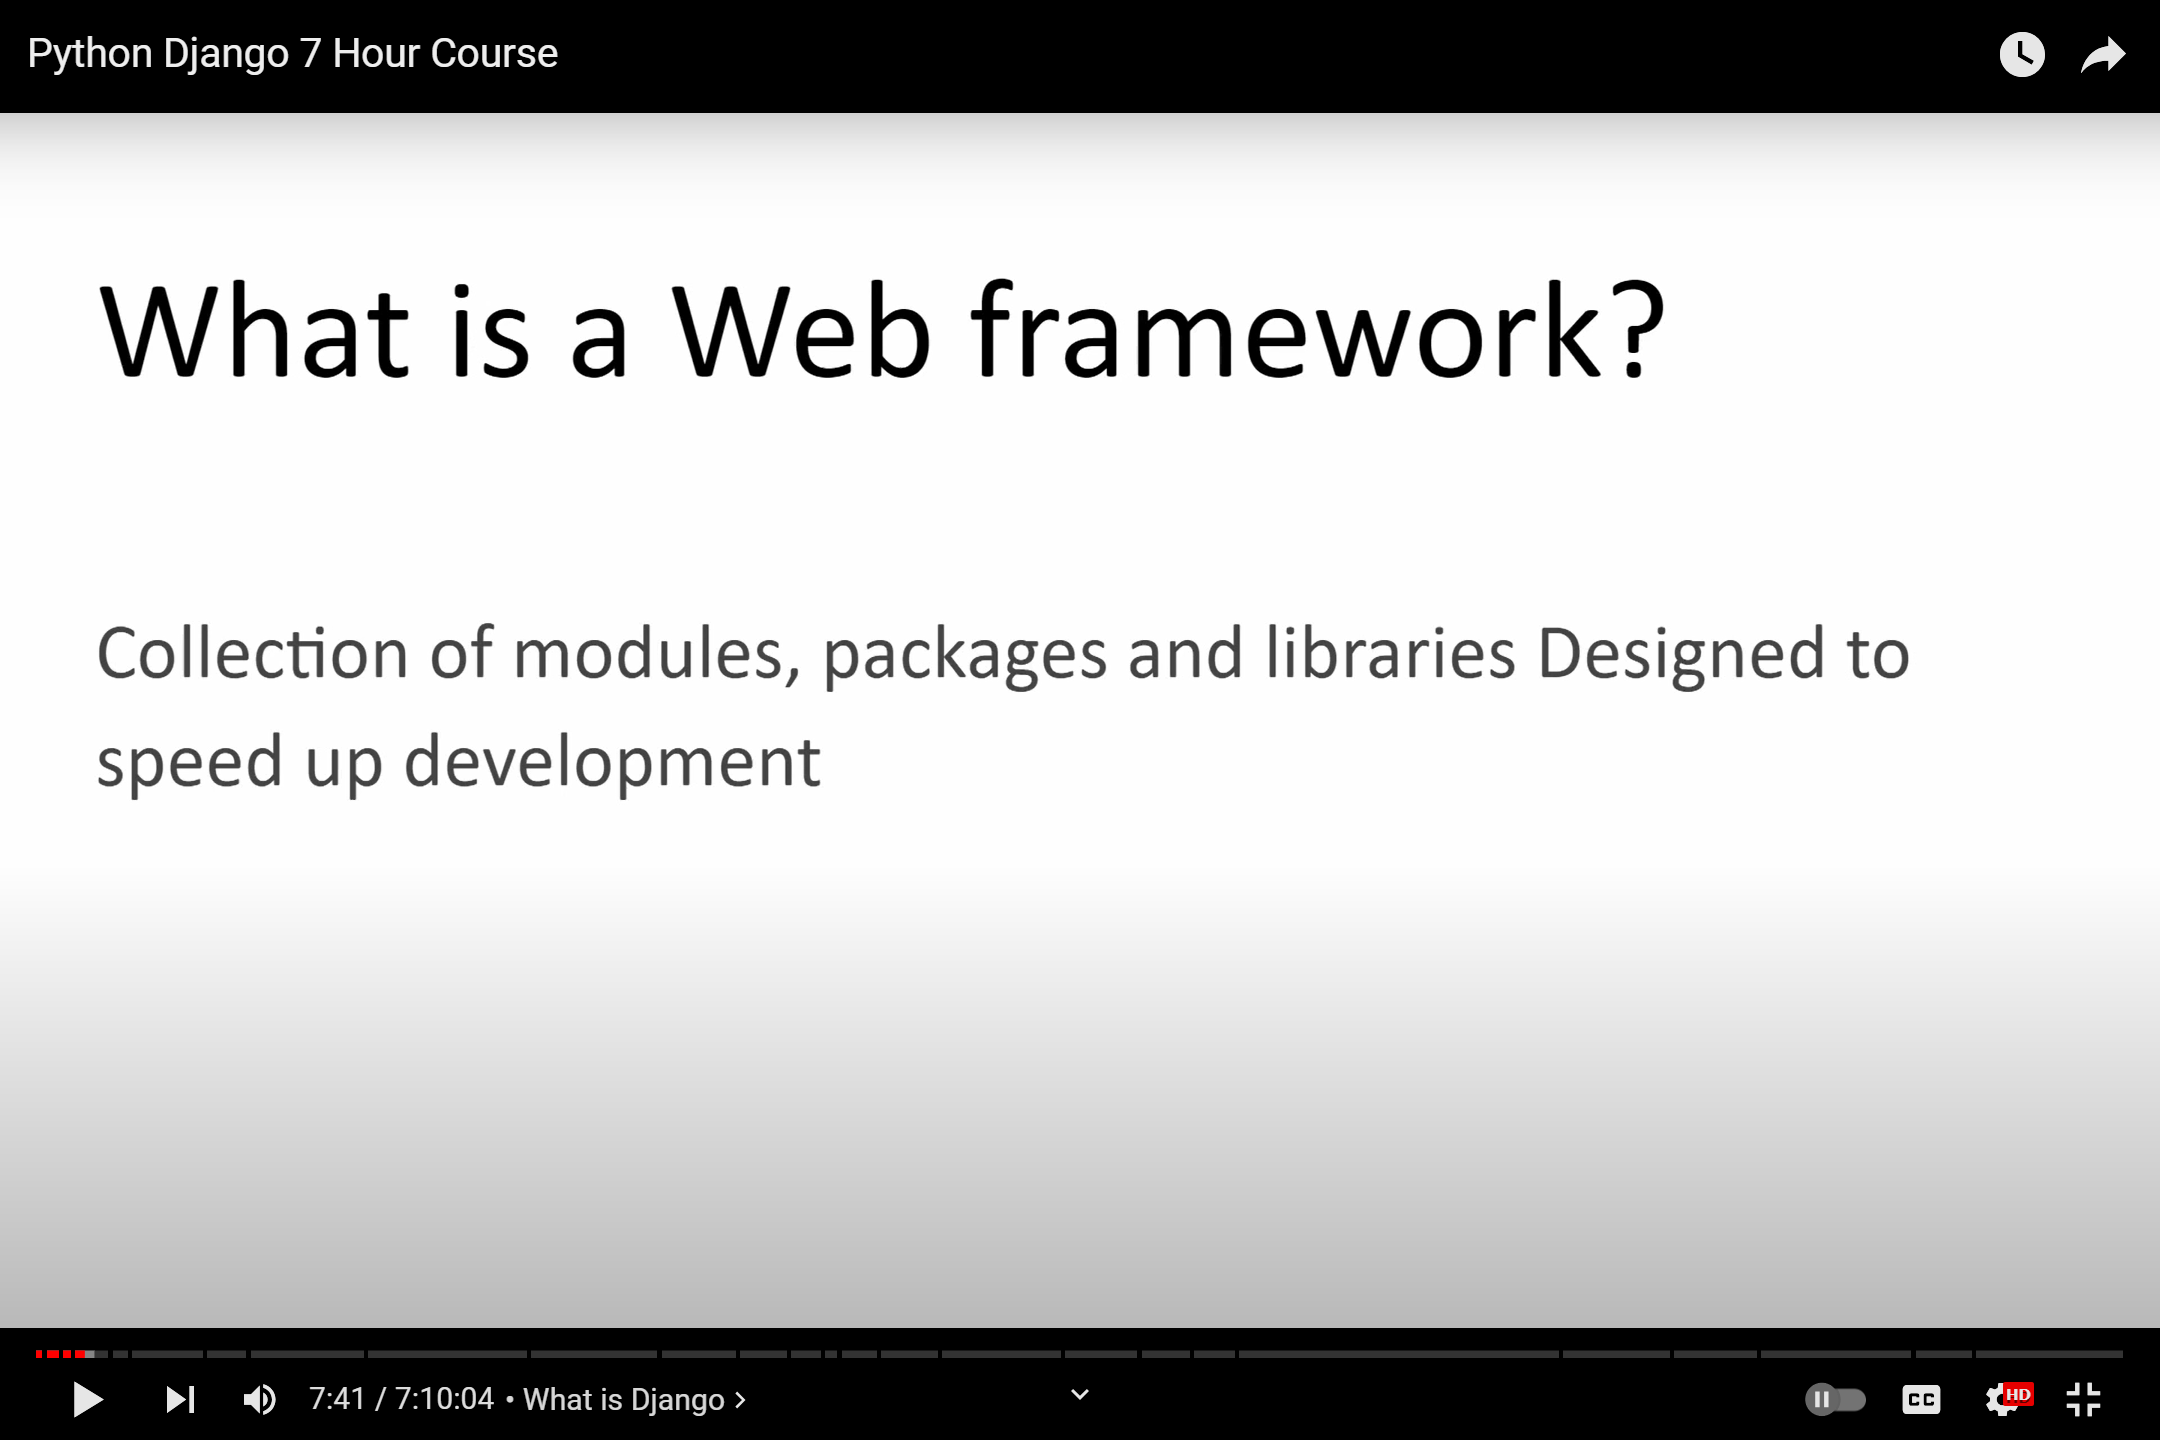 Python Django 7 Hour Course
What is a Web framework?
Collection of modules, packages and libraries Designed to
speed up development
7:41 / 7:10:04 • What is Django >
CC
HD